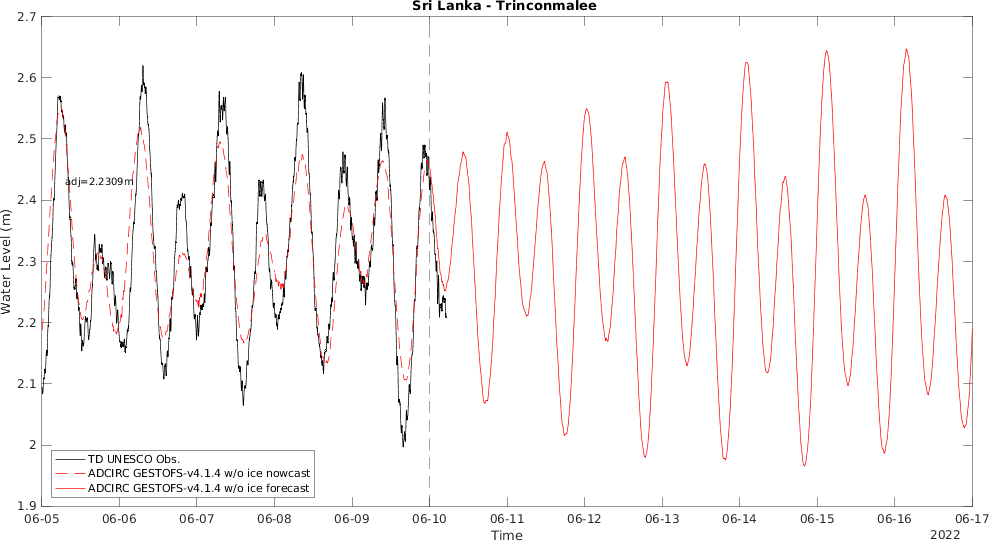 Sri Lanka - Trinconmalee
2.7
2.6
2.5
2.4
2.3
2.2
2.1
2
1.9
Water Level (m)
adj=2.2309m
TD UNESCO Obs.
ADCIRC GESTOFS-v4.1.4 w/o ice nowcast
ADCIRC GESTOFS-v4.1.4 w/o ice forecast
06-05 06-06 06-07 06-08 06-09 06-10 06-11 06-12 06-13 06-14 06-15 06-16 06-17
Time
2022